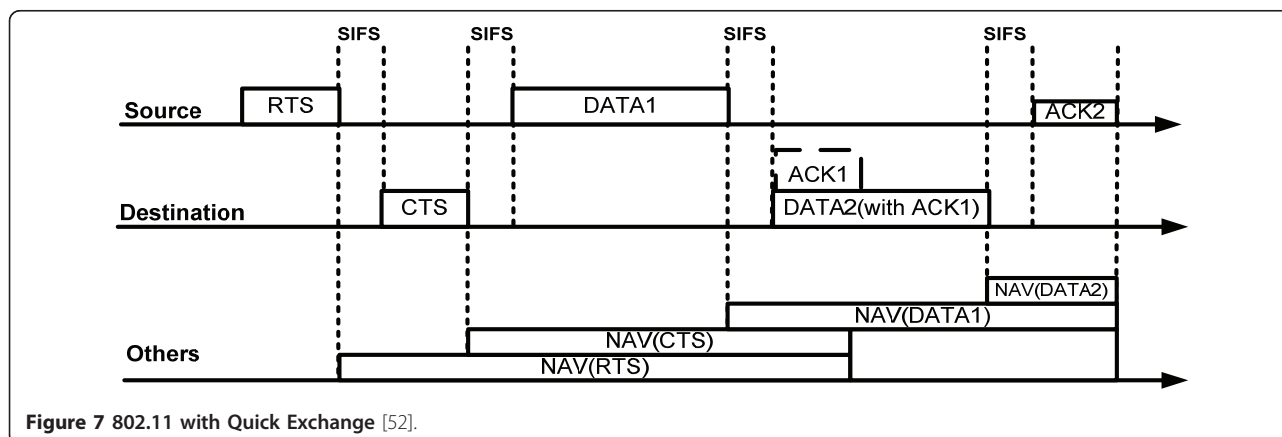 SIFS SIFS SIFS SIFS
Source RTS DATA1 ACK2
ACK1
Destination CTS DATA2(with ACK1)
NAV(DATA2)
NAV(DATA1)
NAV(CTS)
Others
NAV(RTS)
Figure 7 802.11 with Quick Exchange [52].